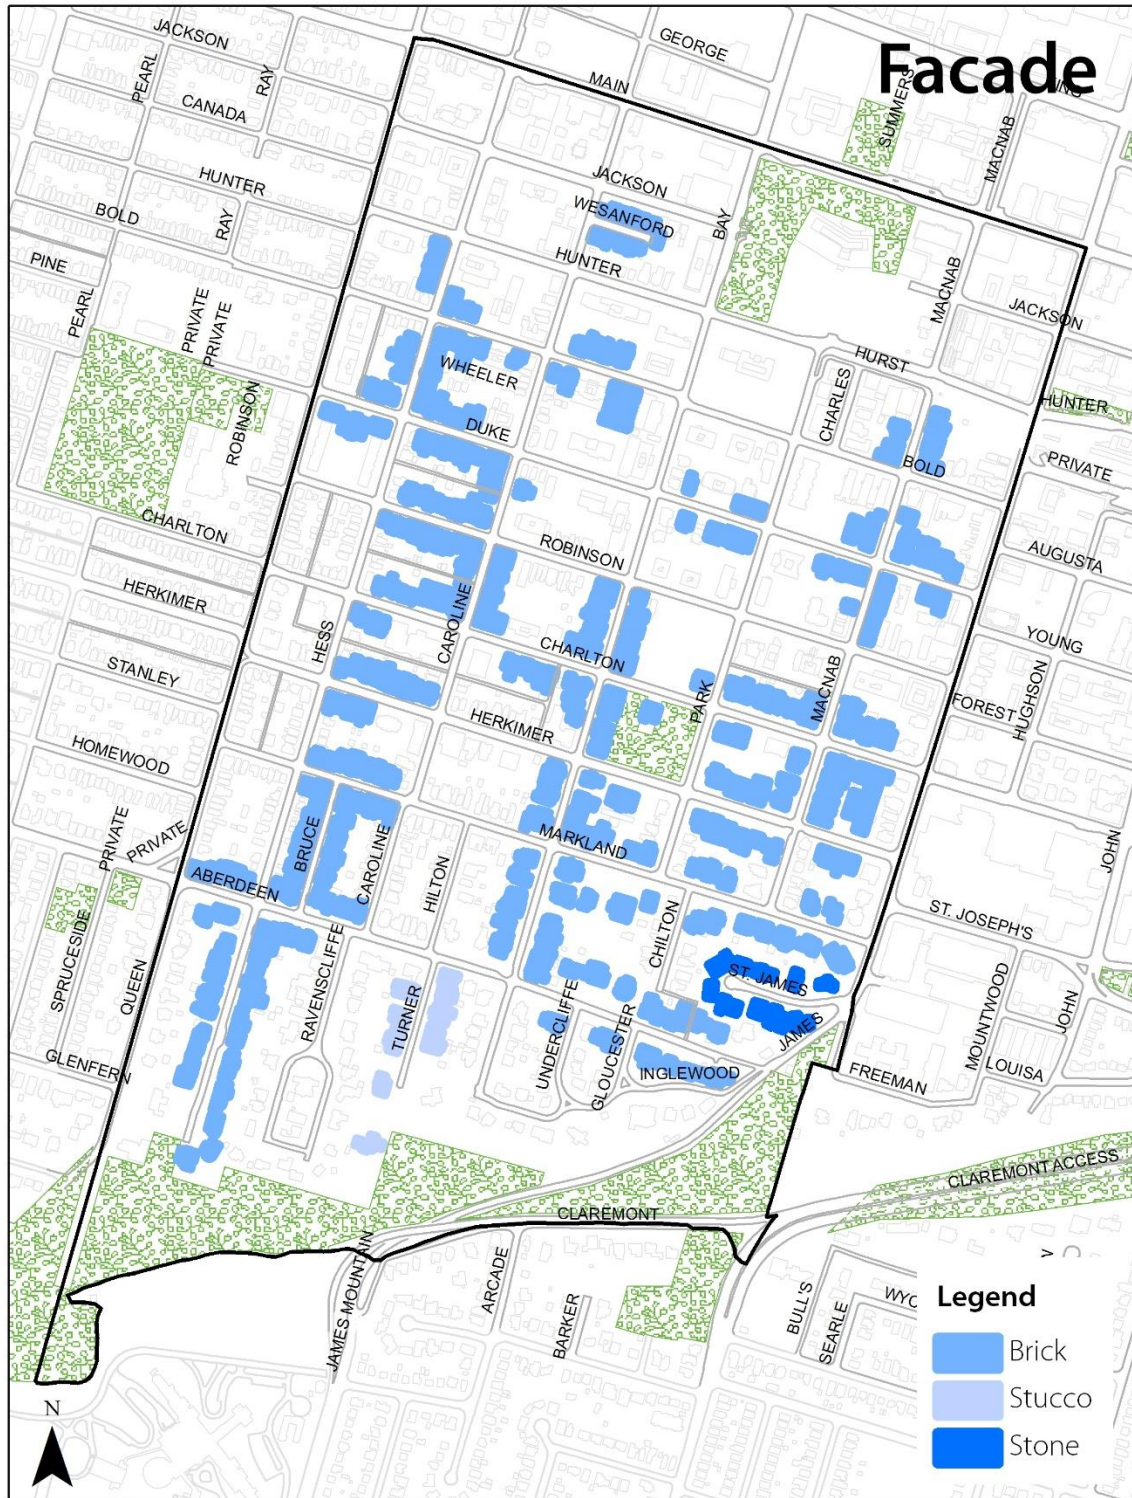 Facade
JACKSON
GEORGE
PEARL
RAY
MAIN
CANADA
SUMMERS
MACNAB
HUNTER
JACKSON
BOLD
RAY
WESANFORD
BAY
HUNTER
PINE
PEARL
PRIVATE
PRIVATE
MACNAB
JACKSON
HURST
WHEELER
CHARLES
HUNTER
ROBINSON
DUKE
BOLD
PRIVATE
CHARLTON
ROBINSON
AUGUSTA
HERKIMER
CAROLINE
HESS
YOUNG
STANLEY
CHARLTON
PARK
MACNAB
HUGHSON
FOREST
HERKIMER
HOMEWOOD
PRIVATE
PRIVATE
BRUCE
MARKLAND
JOHN
ABERDEEN
CAROLINE
HILTON
SPRUCESIDE
QUEEN
RAVENSCLIFFE
CHILTON
ST. JOSEPH'S
ST. JAMES
TURNER
UNDERCLIFFE
GLOUCESTER
JAMES
MOUNTWOOD
JOHN
GLENFERN
INGLEWOOD
FREEMAN
LOUISA
CLAREMONT ACCESS
CLAREMONT
JAMES MOUNTAIN
ARCADE
BARKER
BULL'S
SEARLE
Legend
Brick
Stucco
Stone
N